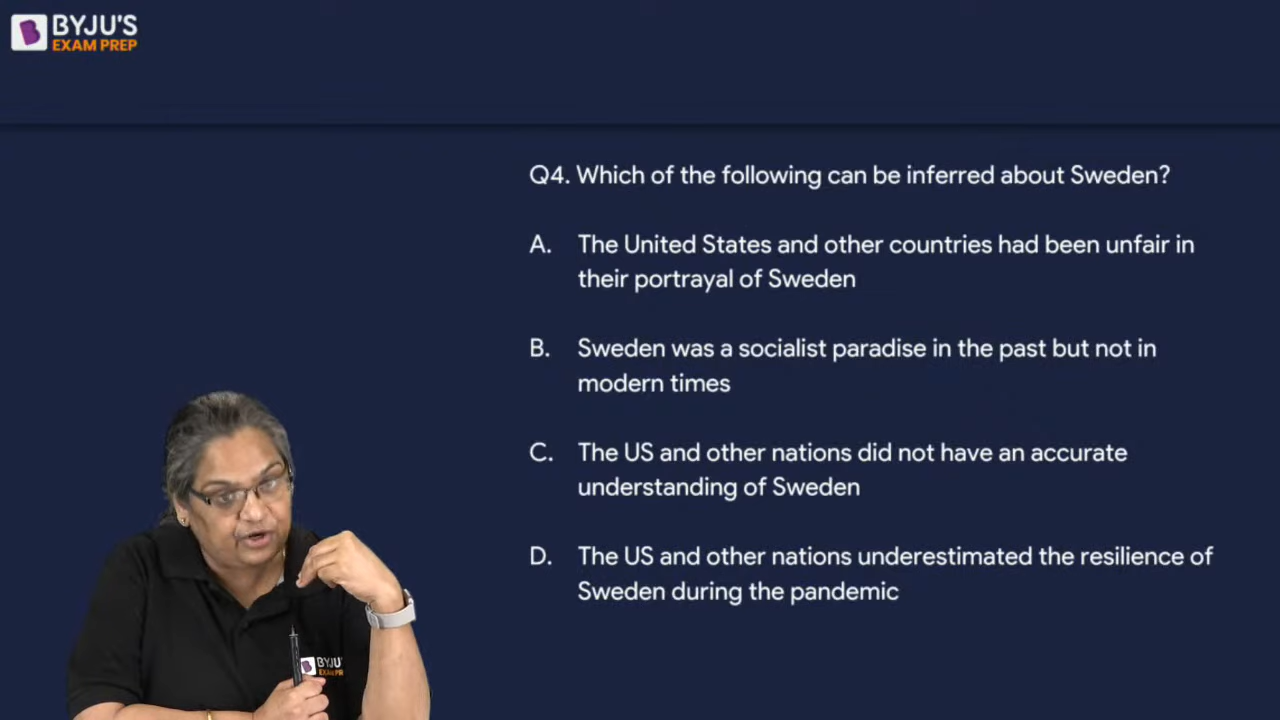 BYJU'S
EXAM PREP
Q4. Which of the following can be inferred about Sweden?
A. The United States and other countries had been unfair in
their portrayal of Sweden
B. Sweden was a socialist paradise in the past but not in
modern times
C. The US and other nations did not have an accurate
understanding of Sweden
D. The US and other nations underestimated the resilience of
Sweden during the pandemic
BYJU'S
EXAM PREP